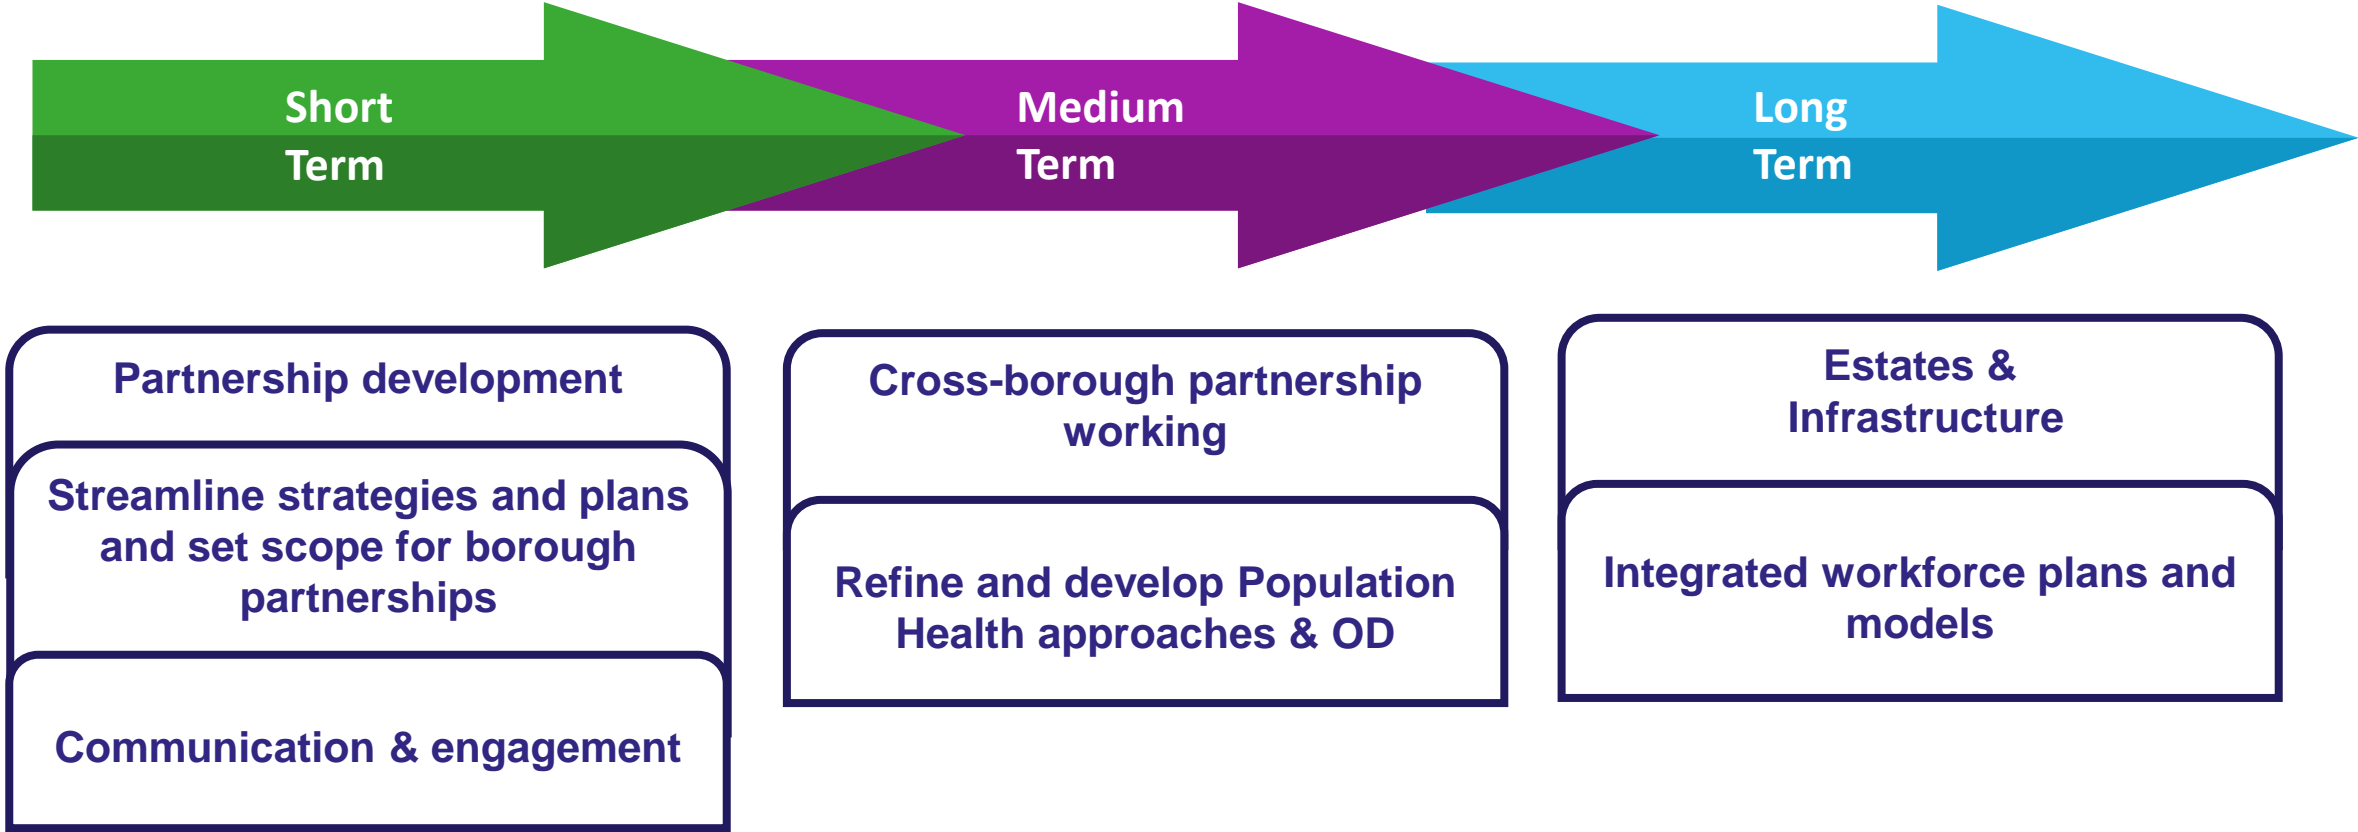 Short
Term
Medium
Term
Long
Term
Partnership development
Streamline strategies and plans
and set scope for borough
partnerships
Communication & engagement
Cross-borough partnership
working
Refine and develop Population
Health approaches & OD
Estates &
Infrastructure
Integrated workforce plans and
models